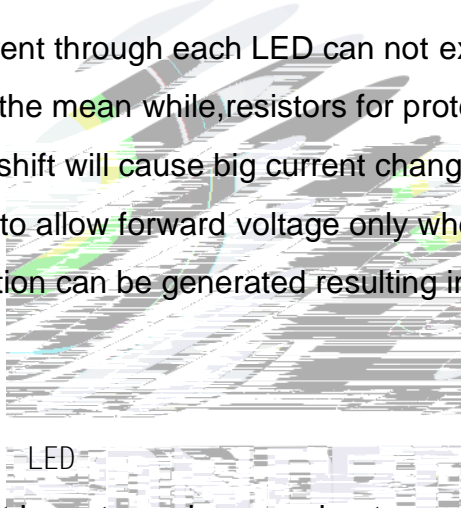 ent through each LED can not ex
the mean while,resistors for prote
shift will cause big current chang
to allow forward voltage only whe
tion can be generated resulting in
LED